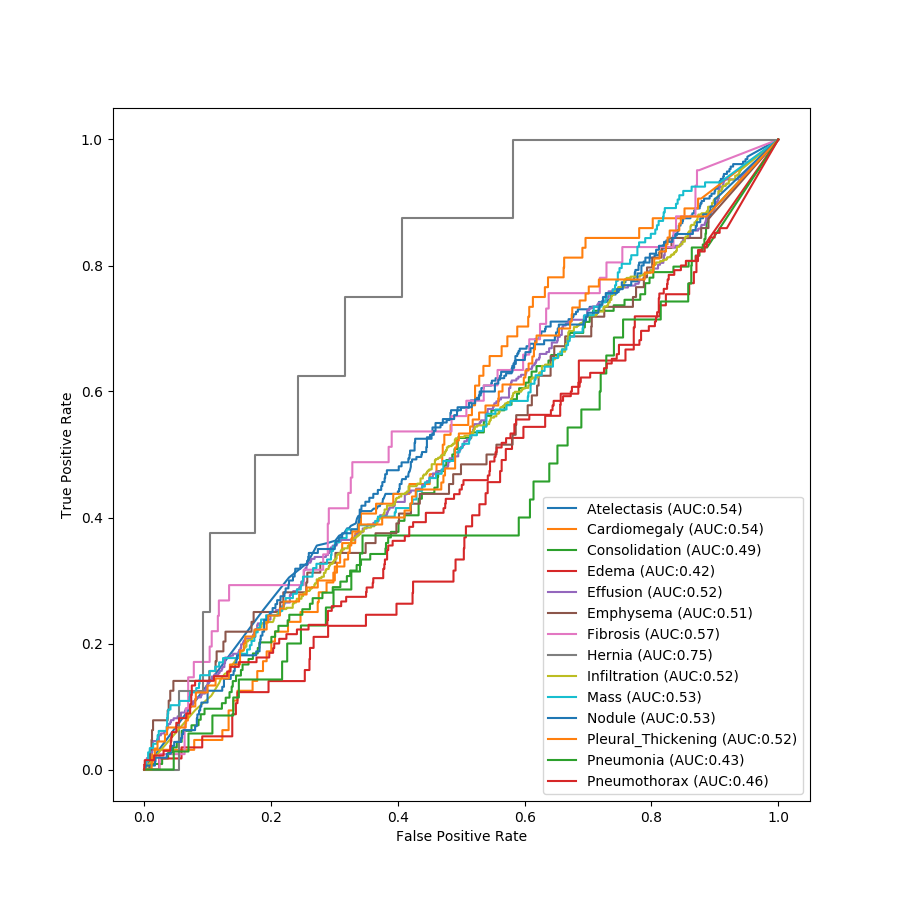 1.0
0.8
0.6
0.4
0.2
0.0
True Positive Rate
Atelectasis (AUC:0.54)
Cardiomegaly (AUC:0.54)
Consolidation (AUC:0.49)
Edema (AUC:0.42)
Effusion (AUC:0.52)
Emphysema (AUC:0.51)
Fibrosis (AUC:0.57)
Hernia (AUC:0.75)
Infiltration (AUC:0.52)
Mass (AUC:0.53)
Nodule (AUC:0.53)
Pleural_Thickening (AUC:0.52)
Pneumonia (AUC:0.43)
Pneumothorax (AUC:0.46)
0.0 0.2 0.4 0.6 0.8 1.0
False Positive Rate